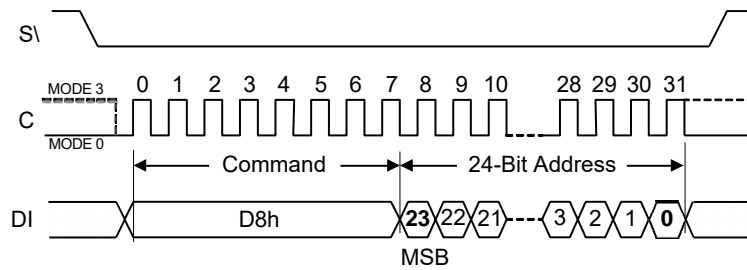 S\
MODE 3
0 1 2 3 4 5 6 7 8 9 10 28 29 30 31
C
MODE 0
Command 24-Bit Address
DI D8h 23 22 21 3 2 1 0
MSB